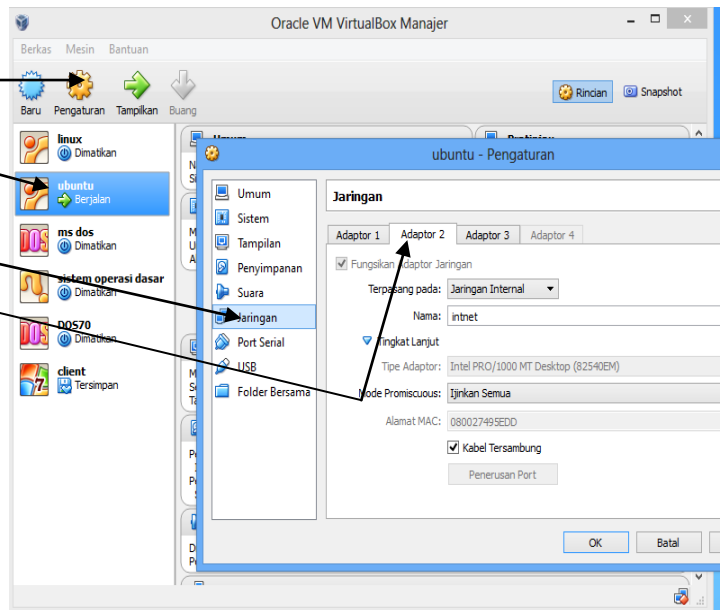 Oracle VM VirtualBox Manajer
Berkas Mesin Bantuan
Baru Pengaturan Tampilkan Buang
Rincian Snapshot
linux
Dimatikan
ubuntu
Berjalan
ms dos
Dimatikan
sistem operasi dasar
Dimatikan
DOS70
Dimatikan
client
Tersimpan
ubuntu - Pengaturan
Umum
Sistem
Tampilan
Penyimpanan
Suara
Jaringan
Port Serial
USB
Folder Bersama
Jaringan
Adaptor 1 Adaptor 2 Adaptor 3 Adaptor 4
Fungsikan Adaptor Jaringan
Terpasang pada: Jaringan Internal
Nama: intnet
Tingkat Lanjut
Tipe Adaptor: Intel PRO/1000 MT Desktop (82540EM)
Mode Promiscuous: Ijinkan Semua
Alamat MAC: 080027495EDD
Kabel Tersambung
Penerusan Port
OK Batal